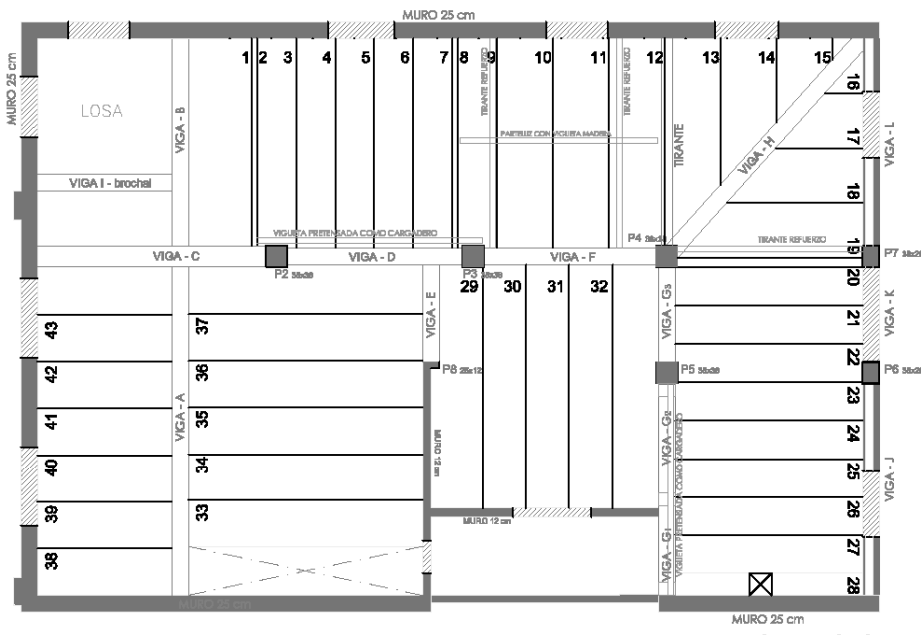 MURO 25 cm
MURO 25 cm
1 2 3 4 5 6 7 8 9 10 11 12 13 14 15
16
17
18
19
LOSA
VIGA - B
TIRANTE REFUERZO
TIRANTE REFUERZO
TIRANTE
VIGA - H
VIGA - L
PARTELUZ CON VIGUETA MADERA
VIGA I - brochal
VIGUETA PRETENSADA COMO CARGADERO
P4
TIRANTE REFUERZO
VIGA - C
VIGA - D
VIGA - F
P7
P2
P3
29 30 31 32
20
21
22
VIGA - E
VIGA - G3
VIGA - K
43
42
41
40
39
38
37
36
35
34
33
VIGA - A
P8
P5
P6
MURO 12 cm
23
24
25
26
27
28
VIGA - G2
VIGUETA PRETENSADA COMO CARGADERO
VIGA - J
MURO 12 cm
VIGA - G1
MURO 25 cm
MURO 25 cm